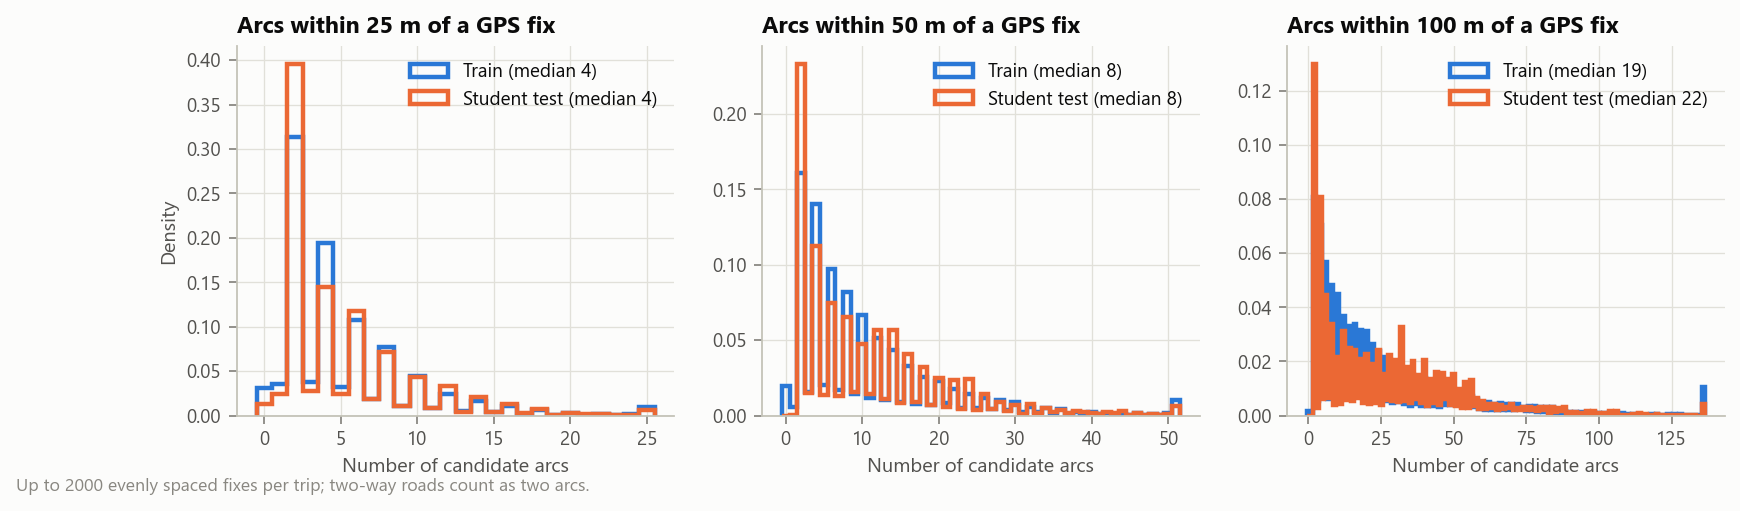 Arcs within 25 m of a GPS fix
Train (median 4)
Student test (median 4)
0.40
0.35
0.30
0.25
0.20
0.15
0.10
0.05
0.00
Density
0 5 10 15 20 25
Number of candidate arcs
Arcs within 50 m of a GPS fix
Train (median 8)
Student test (median 8)
0.20
0.15
0.10
0.05
0.00
0 10 20 30 40 50
Number of candidate arcs
Arcs within 100 m of a GPS fix
Train (median 19)
Student test (median 22)
0.12
0.10
0.08
0.06
0.04
0.02
0.00
0 25 50 75 100 125
Number of candidate arcs
Up to 2000 evenly spaced fixes per trip; two-way roads count as two arcs.